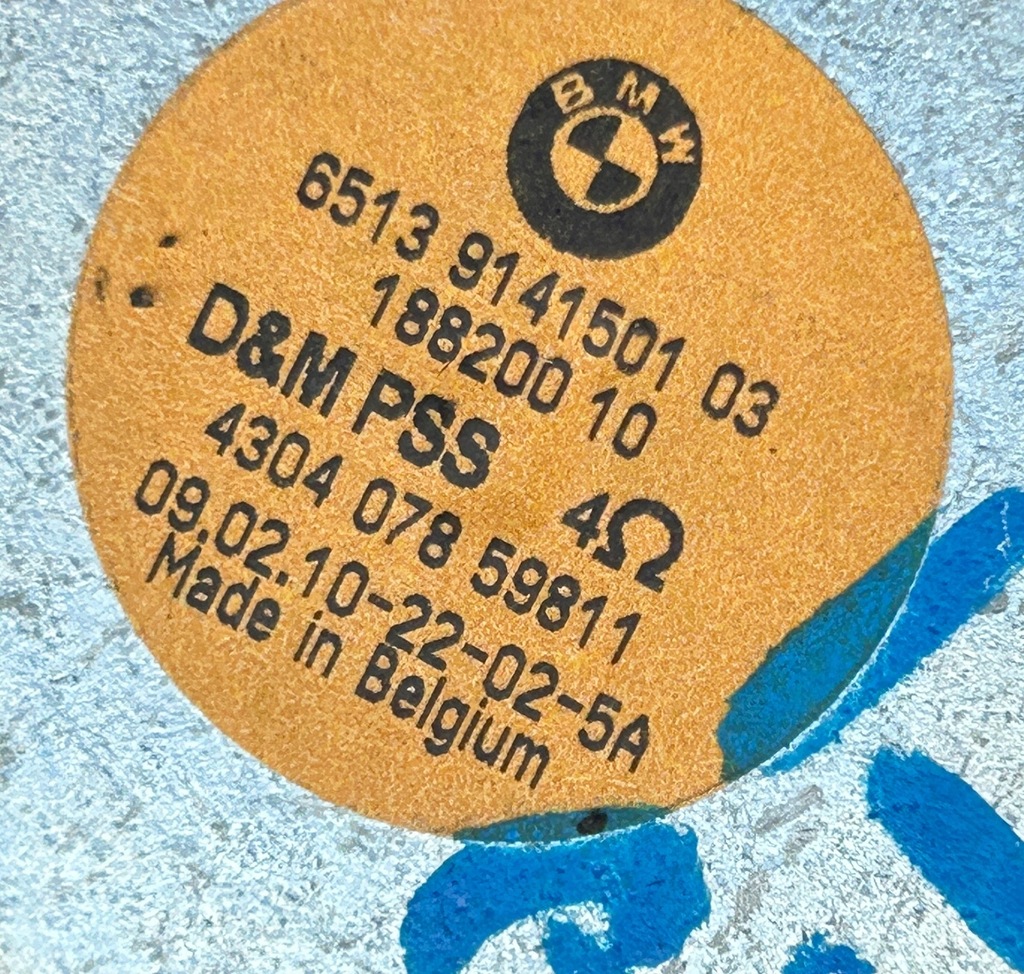 BMW
6513 9141501 03
188200 10
D&M PSS 4Ω
4304 078 59811
09.02.10-22-02-5A
Made in Belgium